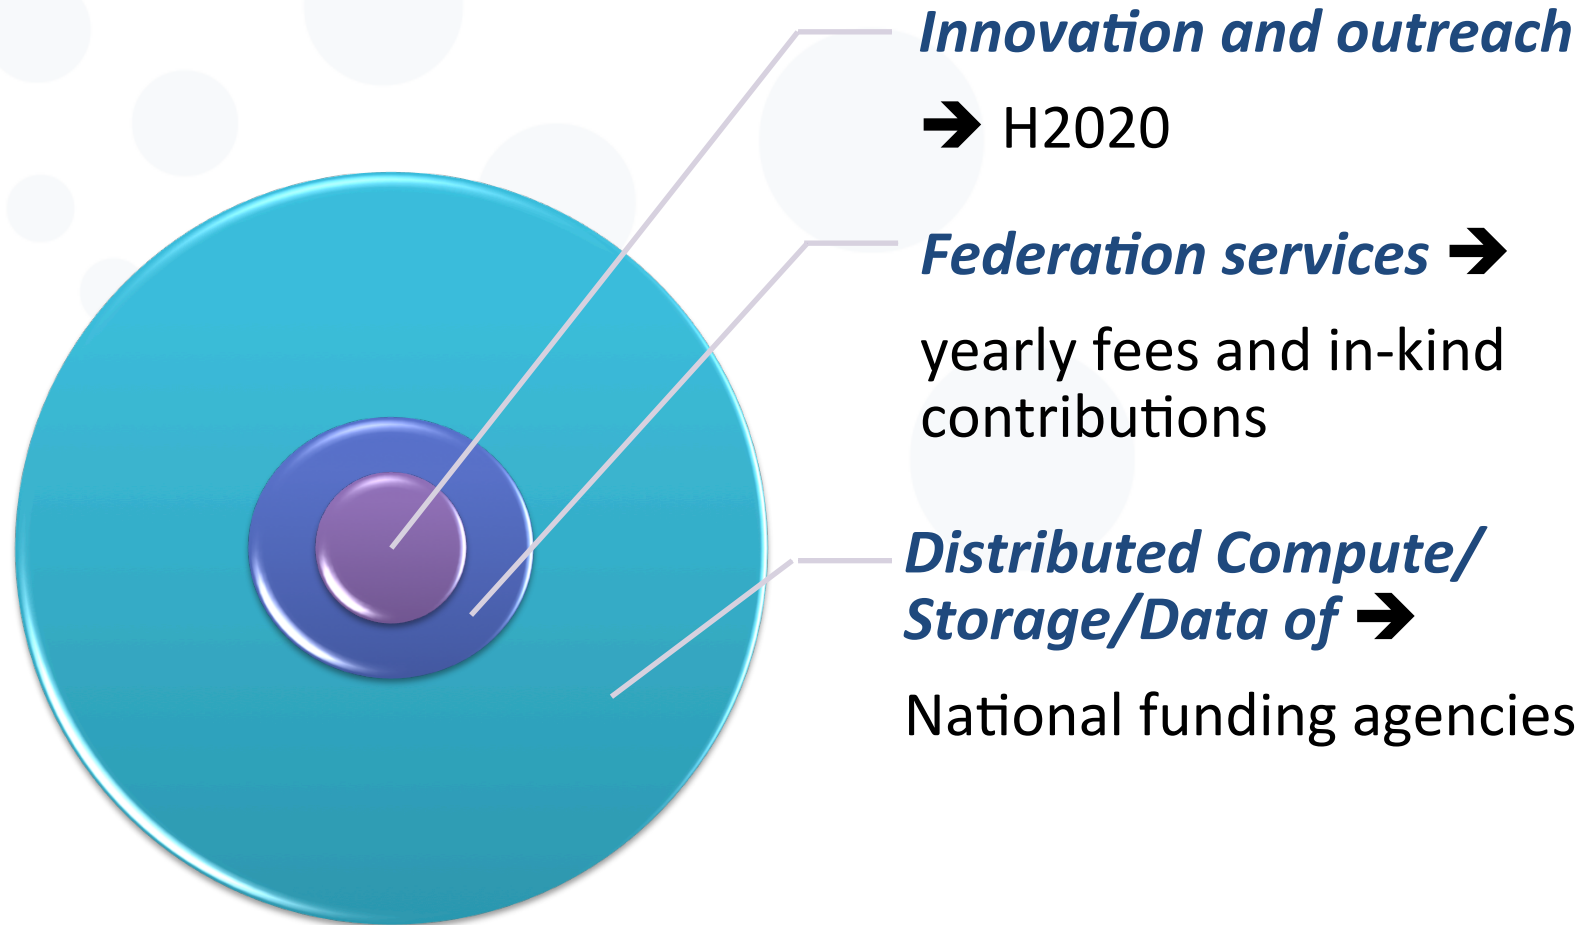 Innovation and outreach
➔ H2020
Federation services ➔
yearly fees and in-kind
contributions
Distributed Compute/
Storage/Data of ➔
National funding agencies